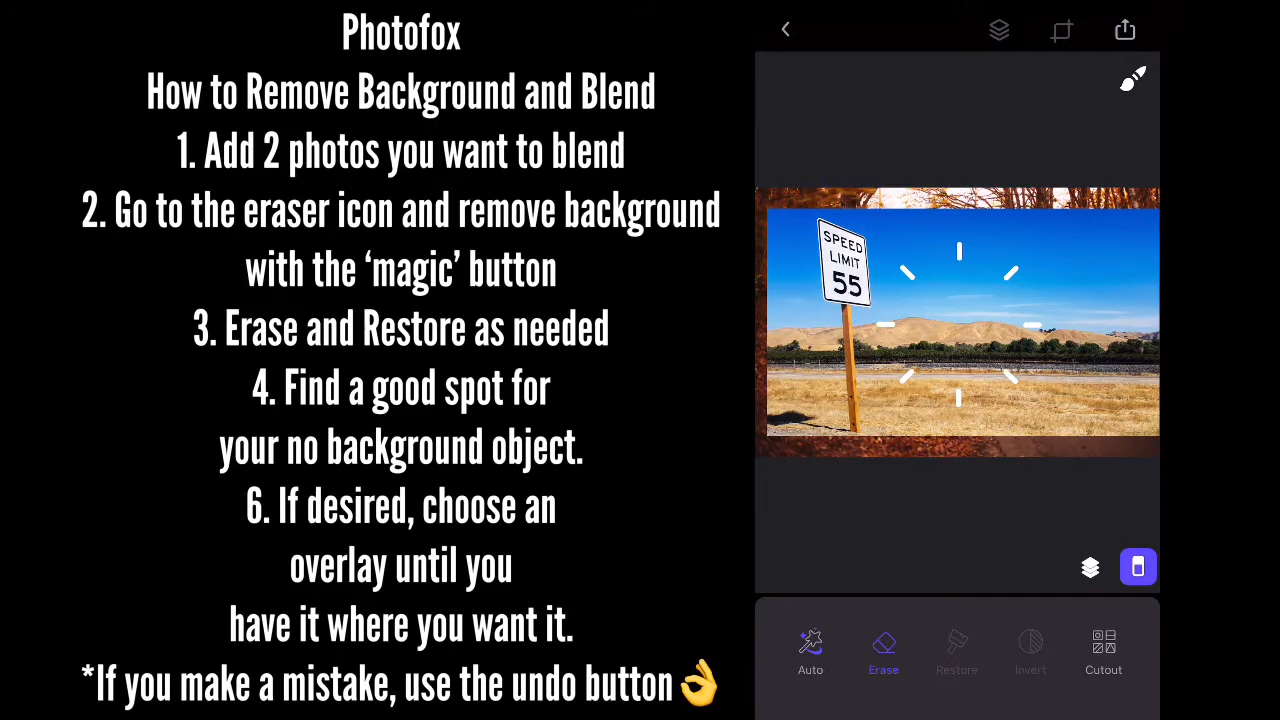 Photofox
How to Remove Background and Blend
1. Add 2 photos you want to blend
2. Go to the eraser icon and remove background
with the ‘magic’ button
3. Erase and Restore as needed
4. Find a good spot for
your no background object.
6. If desired, choose an
overlay until you
have it where you want it.
*If you make a mistake, use the undo button👌
SPEED
LIMIT
55
Auto
Erase
Restore
Invert
Cutout